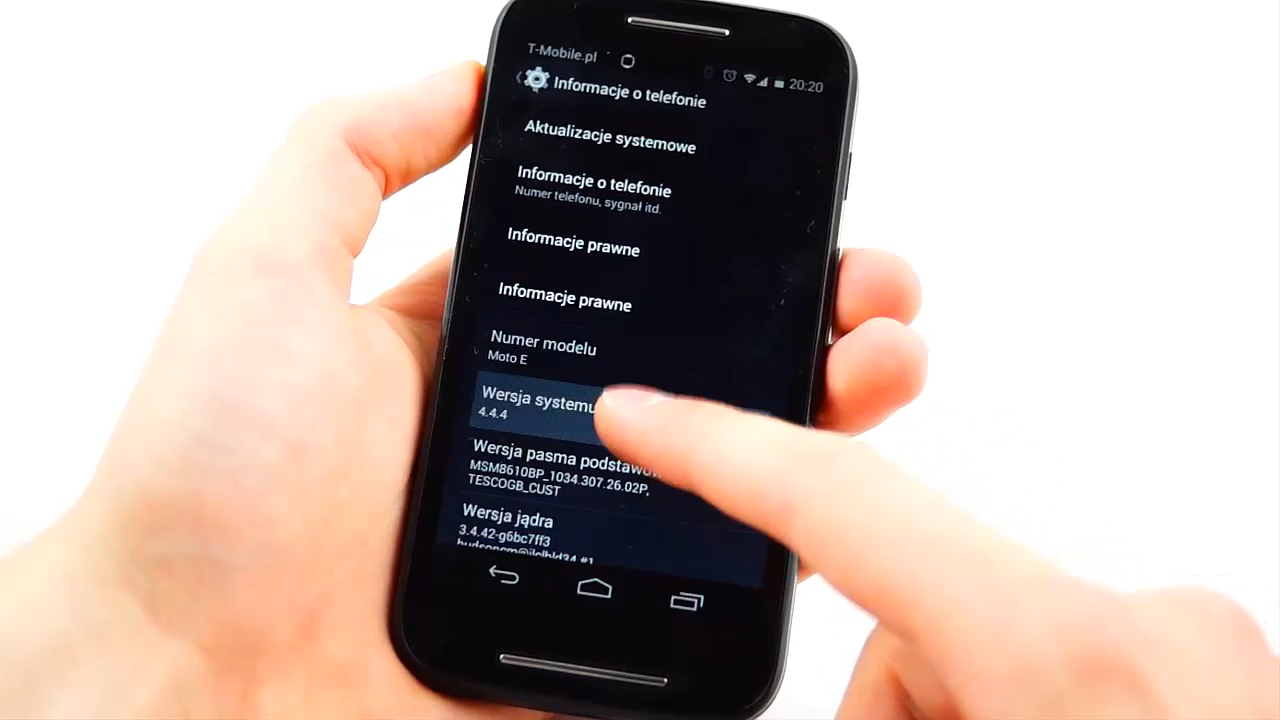 T-Mobile.pl
20:20
Informacje o telefonie
Aktualizacje systemowe
Informacje o telefonie
Numer telefonu, sygnał itd.
Informacje prawne
Informacje prawne
Numer modelu
Moto E
Wersja systemu
4.4.4
Wersja pasma
MSM8610BP_1034.307.26.02P,
TESCOGB_CUST
Wersja jądra
3.4.42-g6bc7ff3